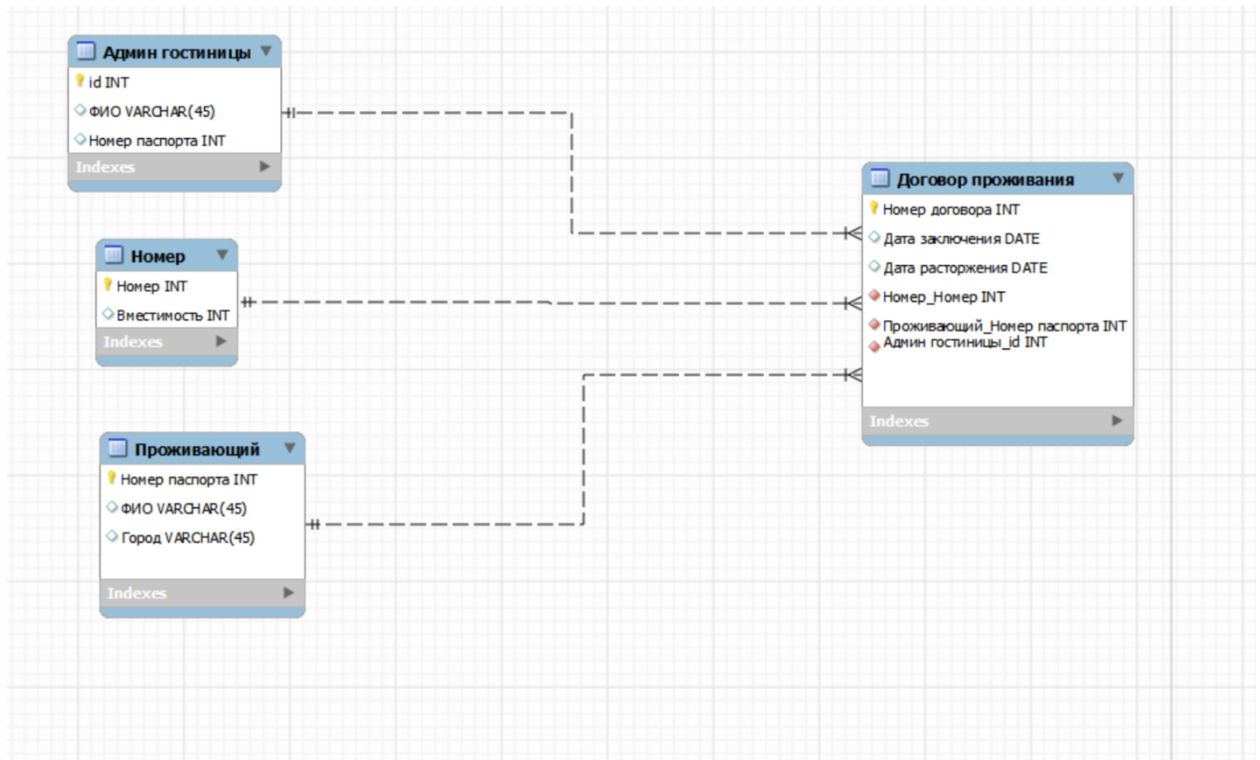 Админ гостиницы
id INT
ФИО VARCHAR(45)
Номер паспорта INT
Indexes
Номер
Номер INT
Вместимость INT
Indexes
Проживающий
Номер паспорта INT
ФИО VARCHAR(45)
Город VARCHAR(45)
Indexes
Договор проживания
Номер договора INT
Дата заключения DATE
Дата расторжения DATE
Номер_Номер INT
Проживающий_Номер паспорта INT
Админ гостиницы_id INT
Indexes